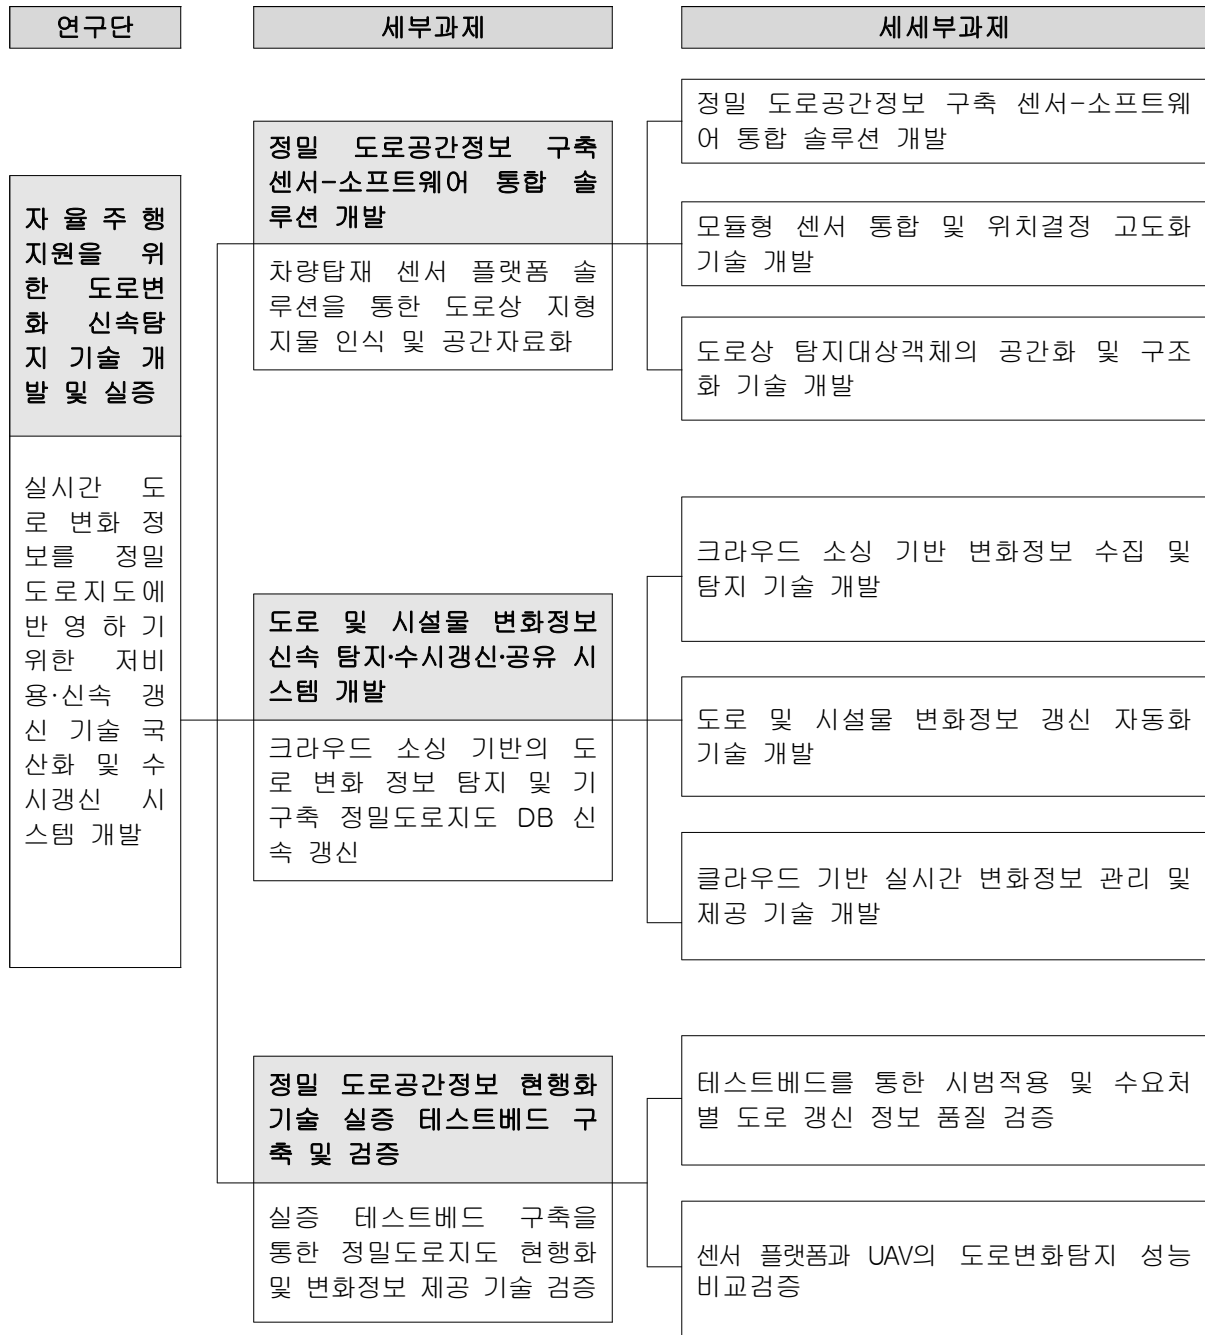 연구단
세부과제
세세부과제
자율주행
지원을 위
한 도로변
화 신속탐
지 기술 개
발 및 실증
실시간 도
로 변화 정
보를 정밀
도로지도에
반영하기
위한 저비
용·신속 갱
신 기술 국
산화 및 수
시갱신 시
스템 개발
정밀 도로공간정보 구축
센서-소프트웨어 통합 솔
루션 개발
차량탑재 센서 플랫폼 솔
루션을 통한 도로상 지형
지물 인식 및 공간자료화
정밀 도로공간정보 구축 센서-소프트웨
어 통합 솔루션 개발
모듈형 센서 통합 및 위치결정 고도화
기술 개발
도로상 탐지대상객체의 공간화 및 구조
화 기술 개발
도로 및 시설물 변화정보
신속 탐지·수시갱신·공유 시
스템 개발
크라우드 소싱 기반의 도
로 변화 정보 탐지 및 기
구축 정밀도로지도 DB 신
속 갱신
크라우드 소싱 기반 변화정보 수집 및
탐지 기술 개발
도로 및 시설물 변화정보 갱신 자동화
기술 개발
클라우드 기반 실시간 변화정보 관리 및
제공 기술 개발
정밀 도로공간정보 현행화
기술 실증 테스트베드 구
축 및 검증
실증 테스트베드 구축을
통한 정밀도로지도 현행화
및 변화정보 제공 기술 검증
테스트베드를 통한 시범적용 및 수요처
별 도로 갱신 정보 품질 검증
센서 플랫폼과 UAV의 도로변화탐지 성능
비교검증